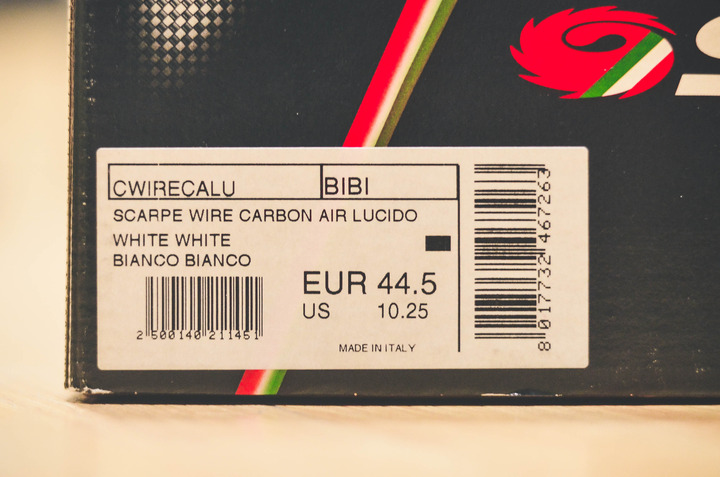 CWIRECALU BIBI
SCARPE WIRE CARBON AIR LUCIDO
WHITE WHITE
BIANCO BIANCO
EUR 44.5
US 10.25
MADE IN ITALY
2 500140 211451
8 017732 467263
S